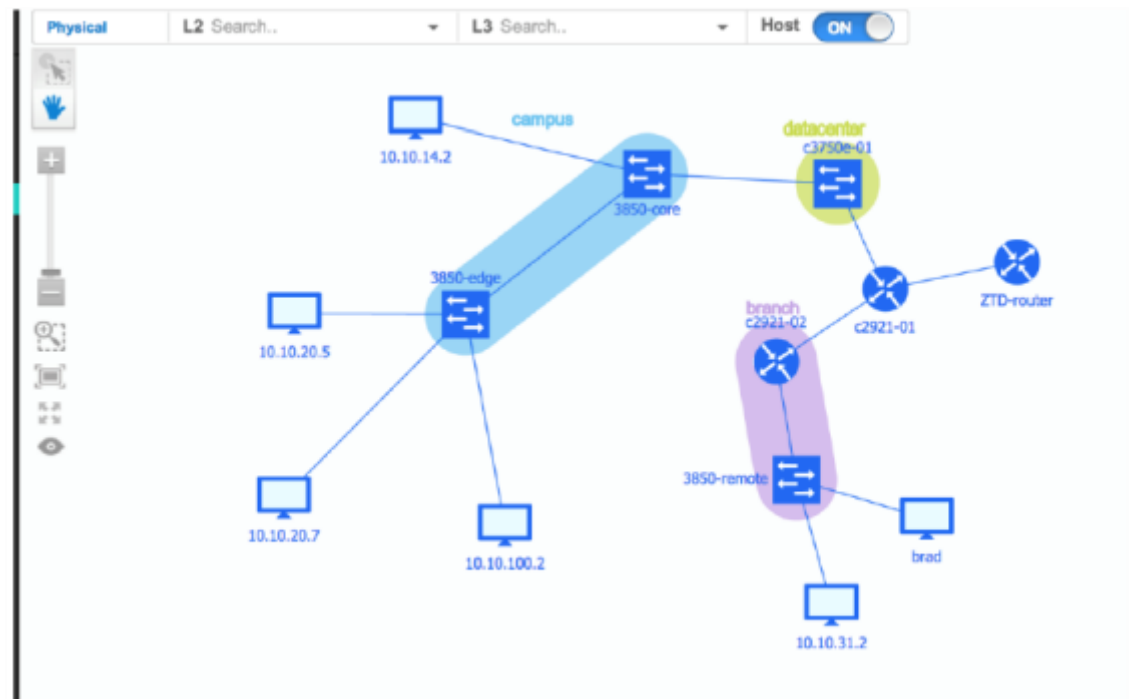 Physical
L2 Search..
L3 Search..
Host ON
campus
10.10.14.2
datacenter
c3750e-01
3850-core
3850-edge
ZTD-router
branch
c2921-02
c2921-01
10.10.20.5
3850-remote
10.10.20.7
10.10.100.2
brad
10.10.31.2